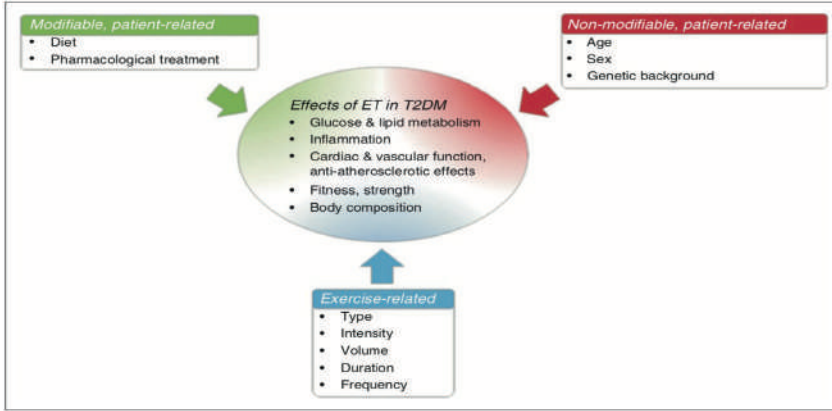 Modifiable, patient-related
• Diet
• Pharmacological treatment
Non-modifiable, patient-related
• Age
• Sex
• Genetic background
Effects of ET in T2DM
• Glucose & lipid metabolism
• Inflammation
• Cardiac & vascular function,
anti-atherosclerotic effects
• Fitness, strength
• Body composition
Exercise-related
• Type
• Intensity
• Volume
• Duration
• Frequency